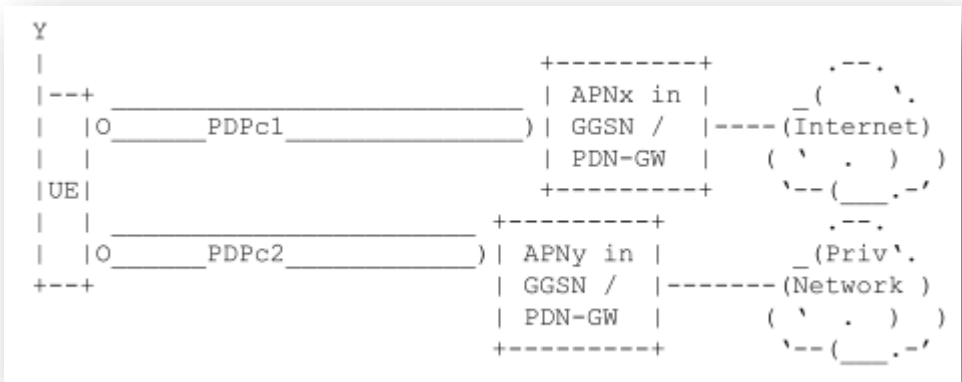 Y
APNx in
PDPc1 GGSN / (Internet)
PDN-GW
UE
PDPc2 APNy in (Priv
GGSN / (Network )
PDN-GW